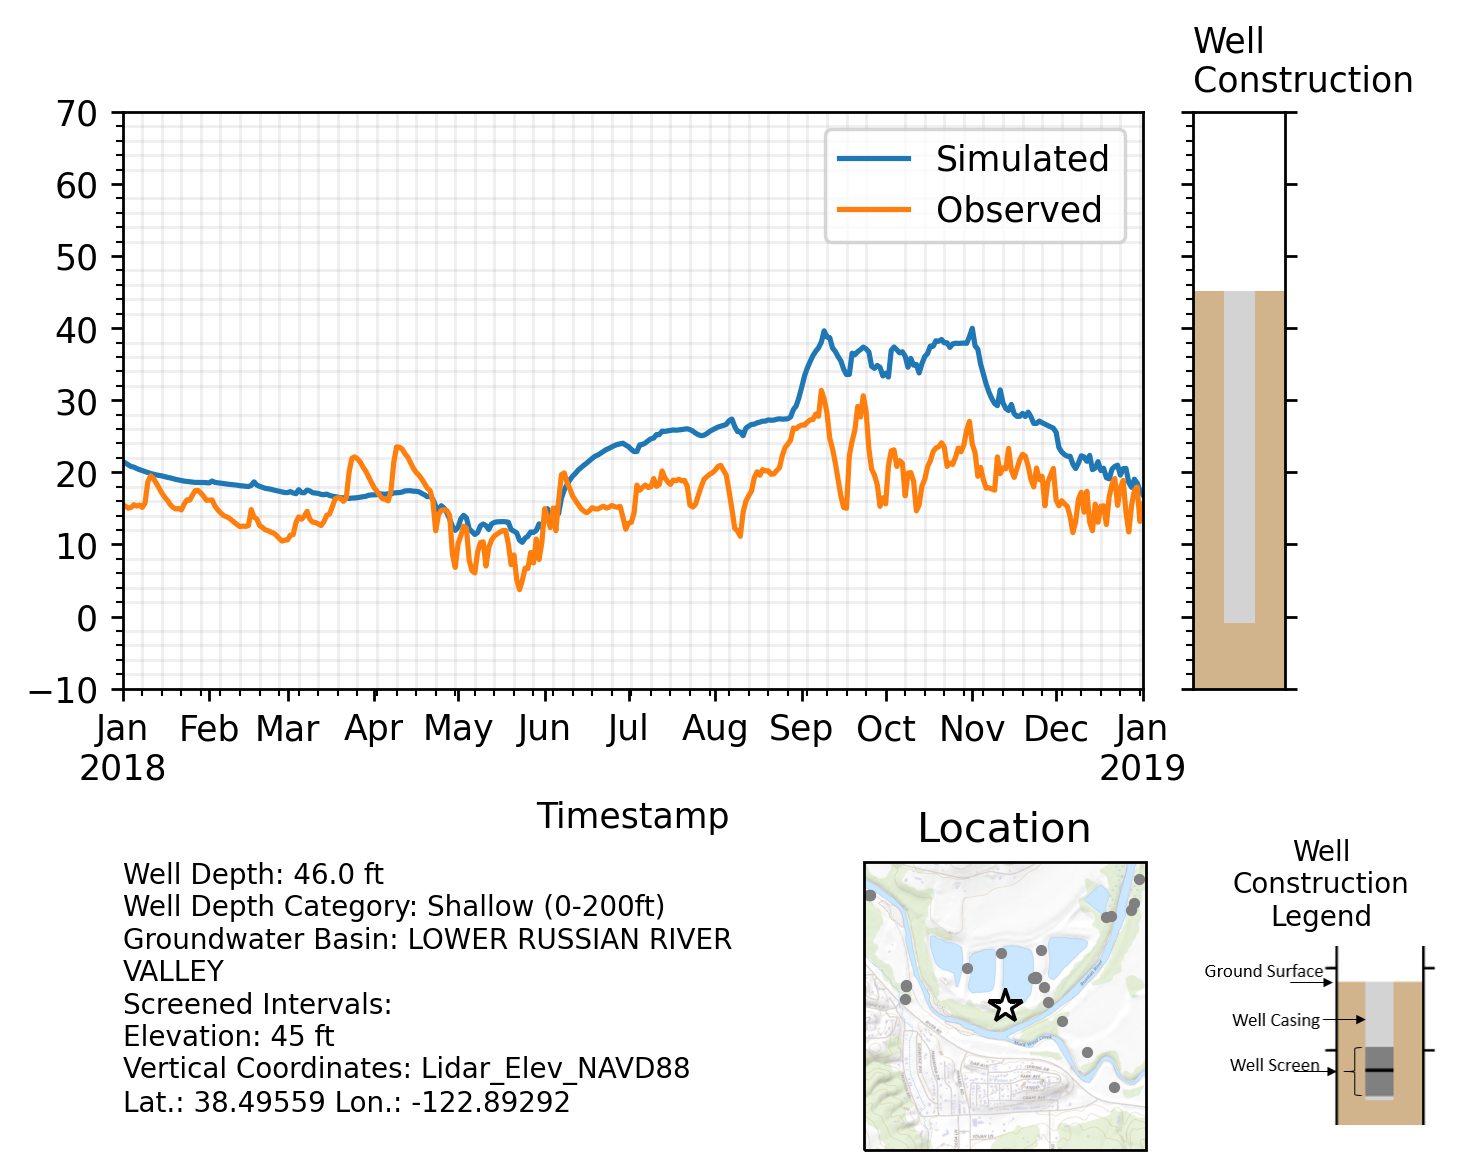 Well
Construction
70
60
50
40
30
20
10
0
−10
Simulated
Observed
Jan Feb Mar Apr May Jun Jul Aug Sep Oct Nov Dec Jan
2018 2019
Timestamp
Well Depth: 46.0 ft
Well Depth Category: Shallow (0-200ft)
Groundwater Basin: LOWER RUSSIAN RIVER
VALLEY
Screened Intervals:
Elevation: 45 ft
Vertical Coordinates: Lidar_Elev_NAVD88
Lat.: 38.49559 Lon.: -122.89292
Location
Well
Construction
Legend
Ground Surface
Well Casing
Well Screen